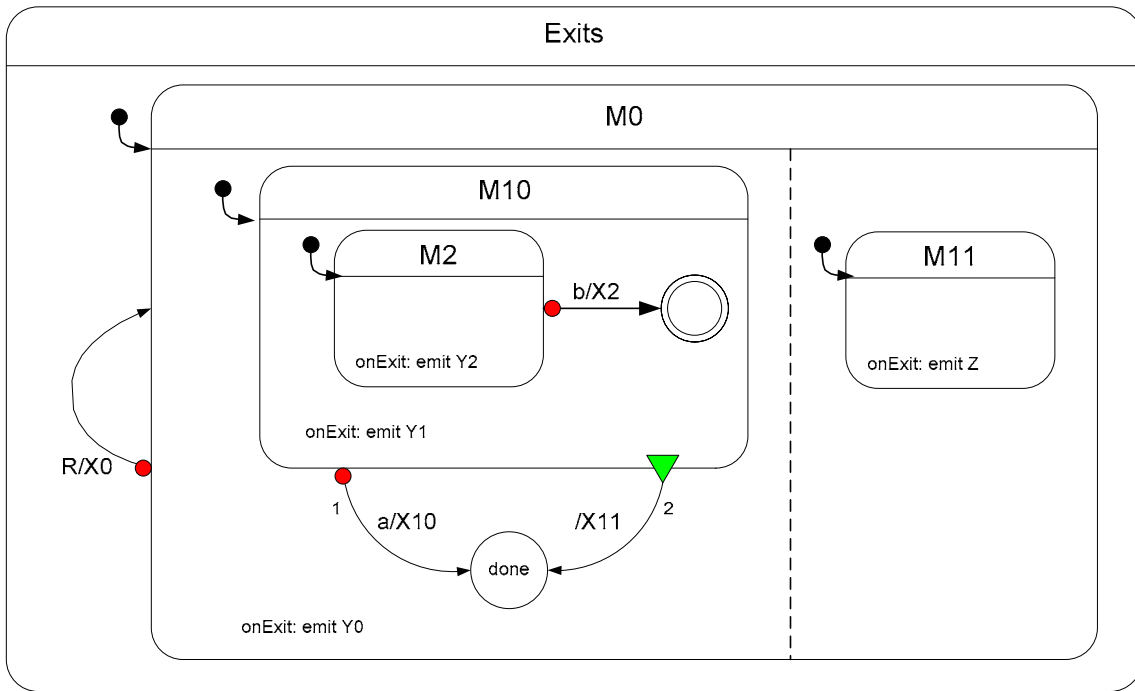 Exits
M0
M10
M2
M11
b/X2
onExit: emit Y2
onExit: emit Z
onExit: emit Y1
R/X0
1
2
a/X10
/X11
done
onExit: emit Y0